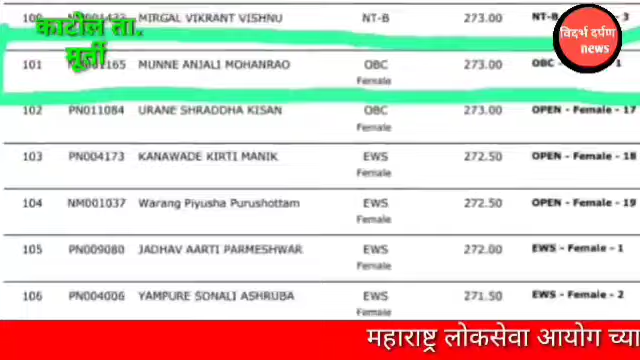 MIRGAL VIKRANT VISHNU NT-B 273.00
काटोल ता.
मूर्ती
विदर्भ दर्पण
news
101 MUNNE ANJALI MOHANRAO OBC 273.00 OBC
Female
102 PN011084 URANE SHRADDHA KISAN OBC 273.00 OPEN - Female - 17
Female
103 PN004173 KANAWADE KIRTI MANIK EWS 272.50 OPEN - Female - 18
Female
104 NM001037 Warang Piyusha Purushottam EWS 272.50 OPEN - Female - 19
Female
105 PN009080 JADHAV AARTI PARMESHWAR EWS 272.00 EWS - Female - 1
Female
106 PN004006 YAMPURE SONALI ASHRUBA EWS 271.50 EWS - Female - 2
Female
महाराष्ट्र लोकसेवा आयोग च्या